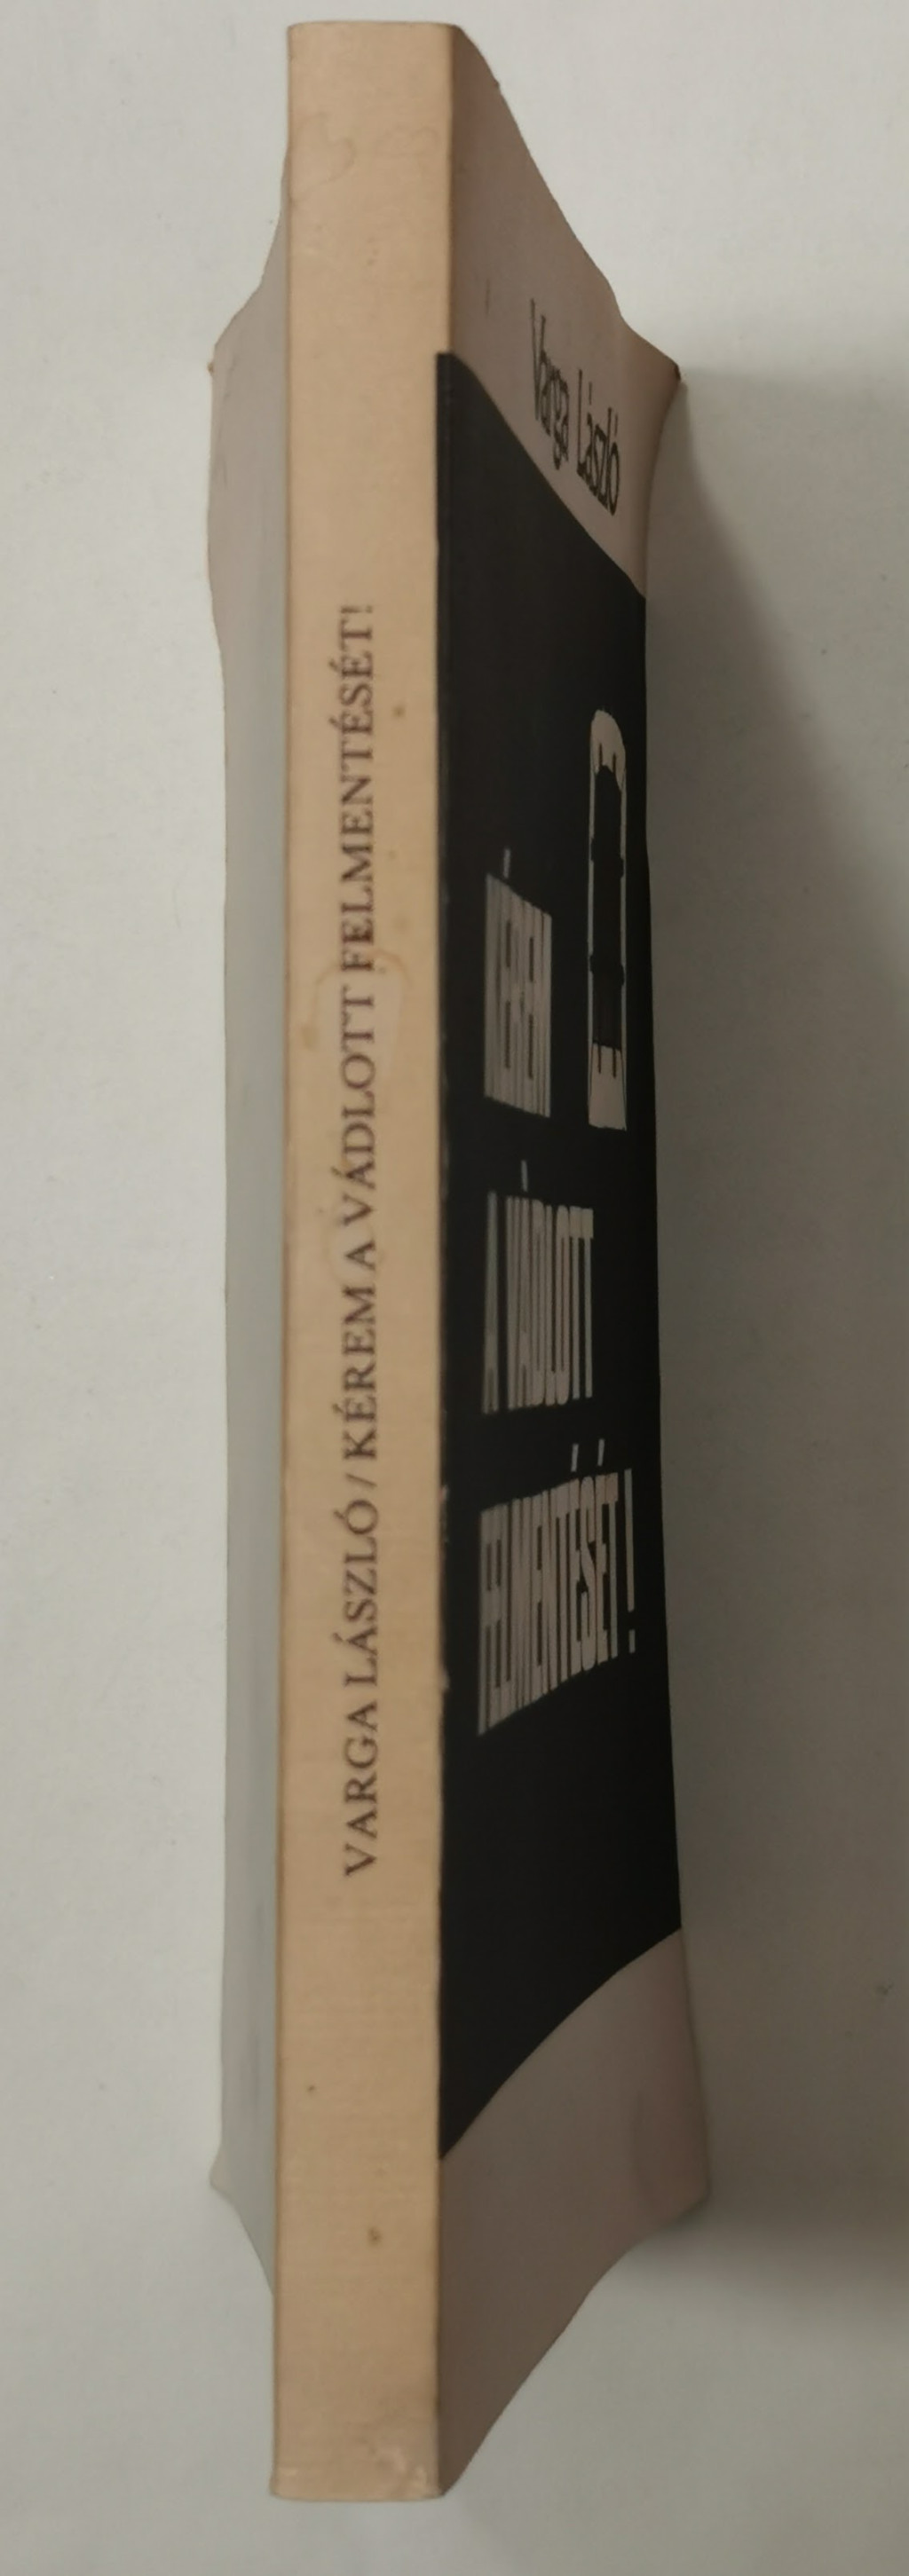 VARGA LÁSZLÓ / KÉREM A VÁDLOTT FELMENTÉSÉT!
Varga László
KÉREM
A VÁDLOTT
FELMENTÉSÉT!